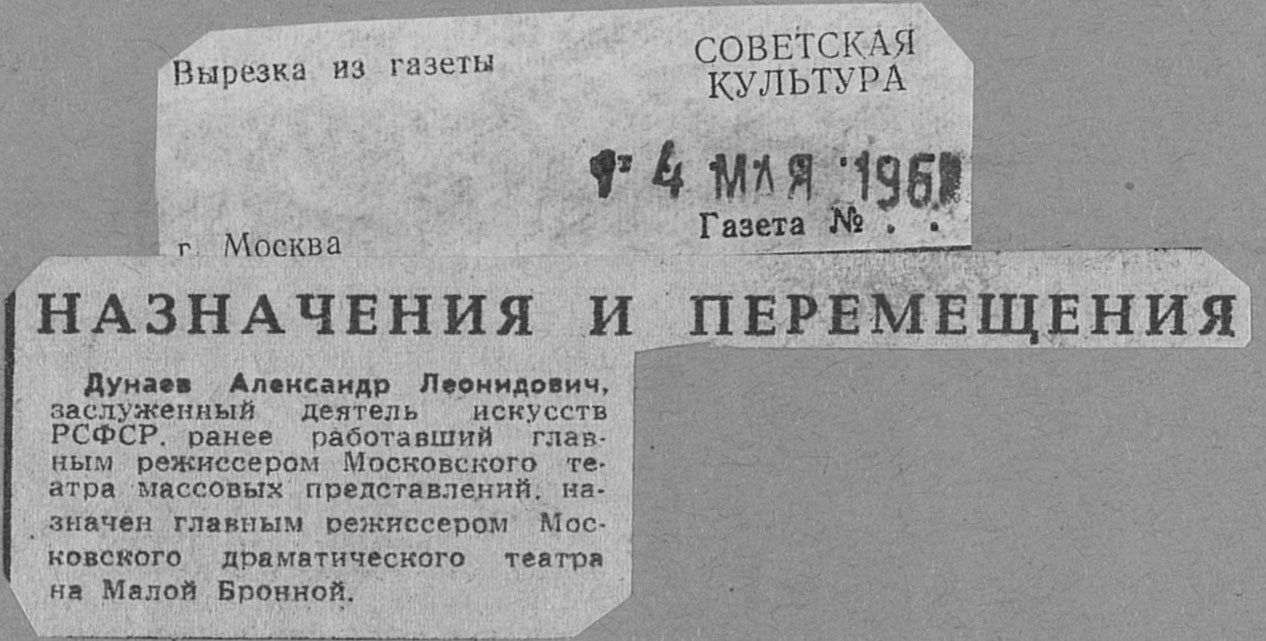 Вырезка из газеты
СОВЕТСКАЯ
КУЛЬТУРА
4 МАЯ 196
Газета № . .
г. Москва
НАЗНАЧЕНИЯ И ПЕРЕМЕЩЕНИЯ
Дунаев Александр Леонидович,
заслуженный деятель искусств
РСФСР, ранее работавший глав-
ным режиссером Московского те-
атра массовых представлений, на-
значен главным режиссером Мос-
ковского драматического театра
на Малой Бронной.